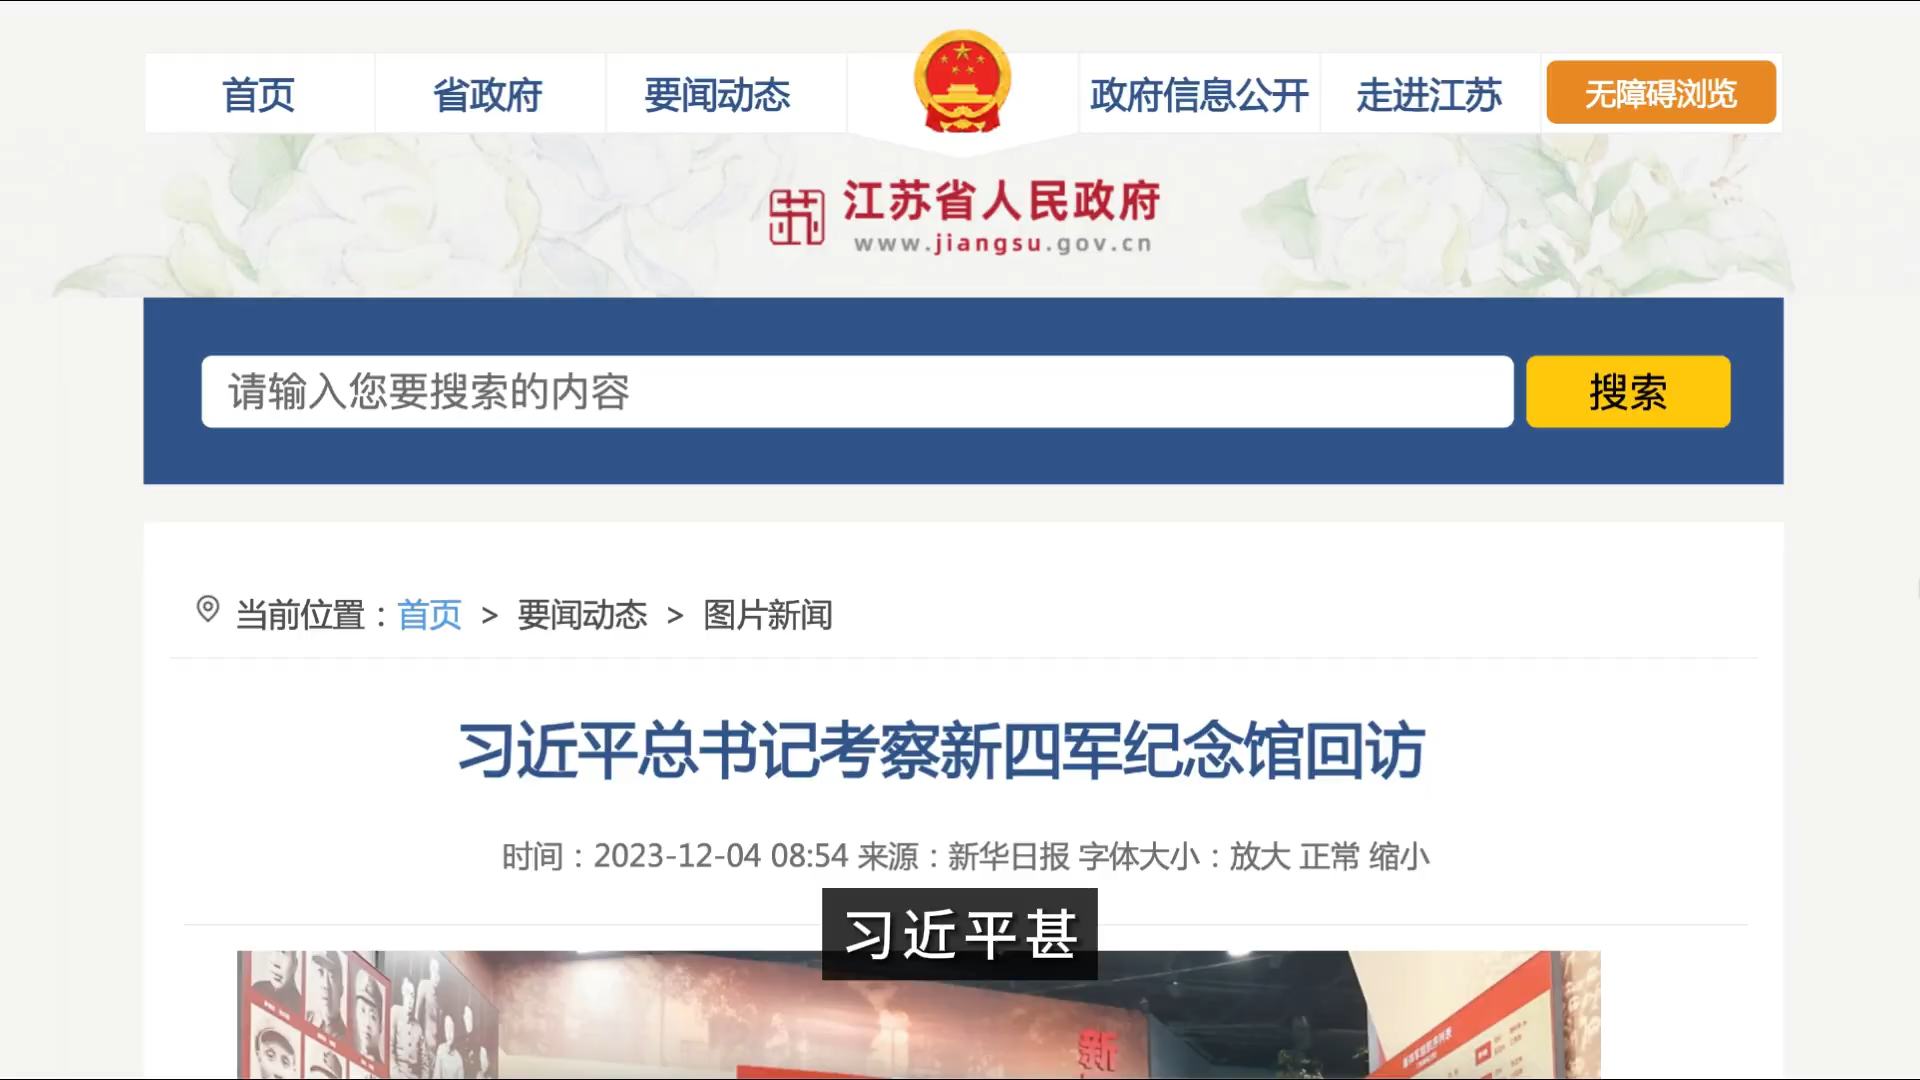 首页
省政府
要闻动态
政府信息公开
走进江苏
无障碍浏览
江苏省人民政府
www.jiangsu.gov.cn
请输入您要搜索的内容
搜索
当前位置：首页 > 要闻动态 > 图片新闻
习近平总书记考察新四军纪念馆回访
时间：2023-12-04 08:54 来源：新华日报 字体大小：放大 正常 缩小
习近平甚
新